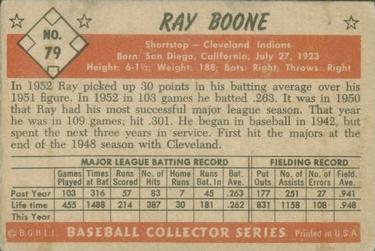 RAY BOONE
NO.
79
Shortstop — Cleveland Indians
Born: San Diego, California, July 27, 1923
Height: 6-1½; Weight: 188; Bats: Right; Throws: Right
In 1952 Ray picked up 30 points in his batting average over his
1951 figure. In 1952 in 103 games he batted .263. It was in 1950
that Ray had his most successful major league season. That year
he was in 109 games; hit .301. He began in baseball in 1942, but
spent the next three years in service. First hit the majors at the
end of the 1948 season with Cleveland.
MAJOR LEAGUE BATTING RECORD FIELDING RECORD
Games Times Runs No. of Home Runs Bat. Put No. of No. of Field.
Played at Bat Scored Hits Runs Bat. In Ave. Outs Assists Errors Ave.
Past Year 103 316 57 83 7 45 .263 177 251 27 .941
Life time 455 1488 214 30 181 .262 831 1158 108 .948
This Year
© B.G.H.L.I. BASEBALL COLLECTOR SERIES Printed in U.S.A.